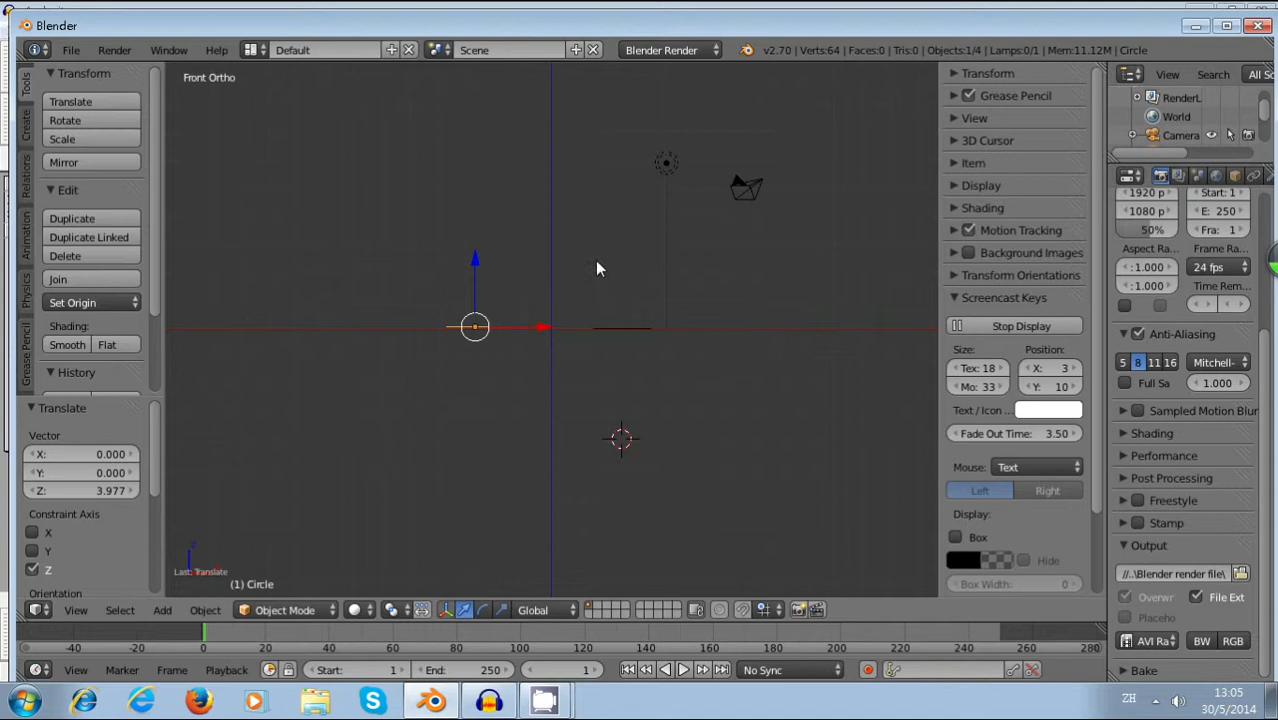 Blender
File Render Window Help Default Scene Blender Render v2.70 | Verts:64 | Faces:0 | Tris:0 | Objects:1/4 | Lamps:0/1 | Mem:11.12M | Circle
Tools
Create
Relations
Animation
Physics
Grease Pencil
Transform
Translate
Rotate
Scale
Mirror
Edit
Duplicate
Duplicate Linked
Delete
Join
Set Origin
Shading:
Smooth Flat
History
Translate
Vector
X: 0.000
Y: 0.000
Z: 3.977
Constraint Axis
X
Y
Z
Orientation
Front Ortho
Last: Translate
(1) Circle
Transform
Grease Pencil
View
3D Cursor
Item
Display
Shading
Motion Tracking
Background Images
Transform Orientations
Screencast Keys
Stop Display
Size: Position:
Tex: 18 X: 3
Mo: 33 Y: 10
Text / Icon ...
Fade Out Time: 3.50
Mouse: Text
Left Right
Display:
Box
Hide
Box Width: 0
View Search All Sc
RenderL
World
Camera
1920 p Start: 1
1080 p E: 250
50% Fra: 1
Aspect Ra... Frame Ra...
: 1.000 24 fps
: 1.000 Time Rem...
Anti-Aliasing
5 8 11 16 Mitchell-
Full Sa 1.000
Sampled Motion Blur
Shading
Performance
Post Processing
Freestyle
Stamp
Output
//..\Blender render file\
Overwr File Ext
Placeho
AVI Ra BW RGB
Bake
View Select Add Object Object Mode Global
-40 -20 0 20 40 60 80 100 120 140 160 180 200 220 240 260 280
View Marker Frame Playback Start: 1 End: 250 1 No Sync
ZH
13:05
30/5/2014